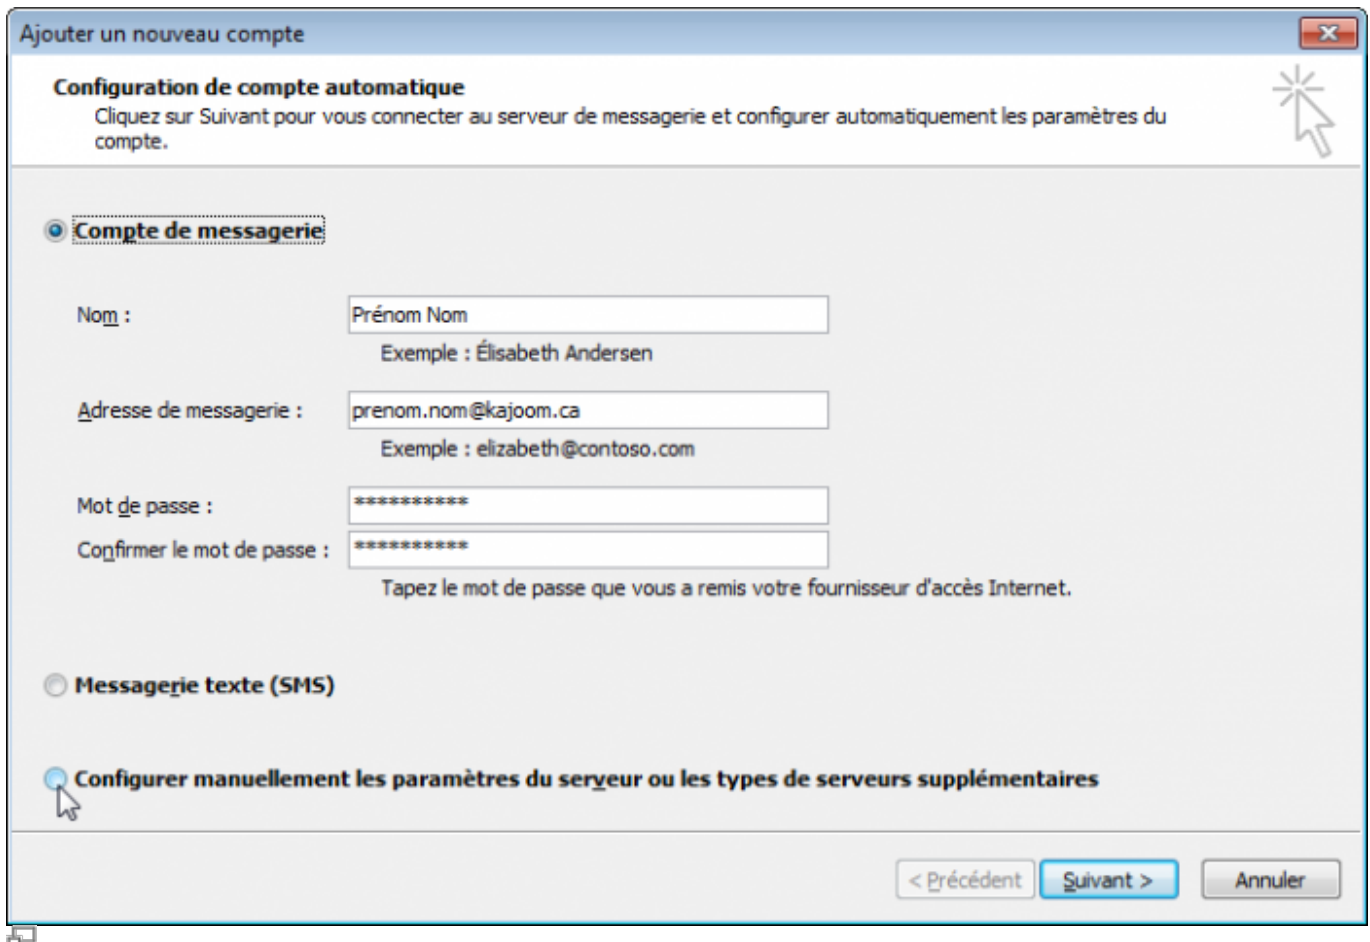 Ajouter un nouveau compte
Configuration de compte automatique
Cliquez sur Suivant pour vous connecter au serveur de messagerie et configurer automatiquement les paramètres du
compte.
Compte de messagerie
Nom :
Prénom Nom
Exemple : Élisabeth Andersen
Adresse de messagerie :
prenom.nom@kajoom.ca
Exemple : elizabeth@contoso.com
Mot de passe :
**********
Confirmer le mot de passe :
**********
Tapez le mot de passe que vous a remis votre fournisseur d'accès Internet.
Messagerie texte (SMS)
Configurer manuellement les paramètres du serveur ou les types de serveurs supplémentaires
< Précédent
Suivant >
Annuler